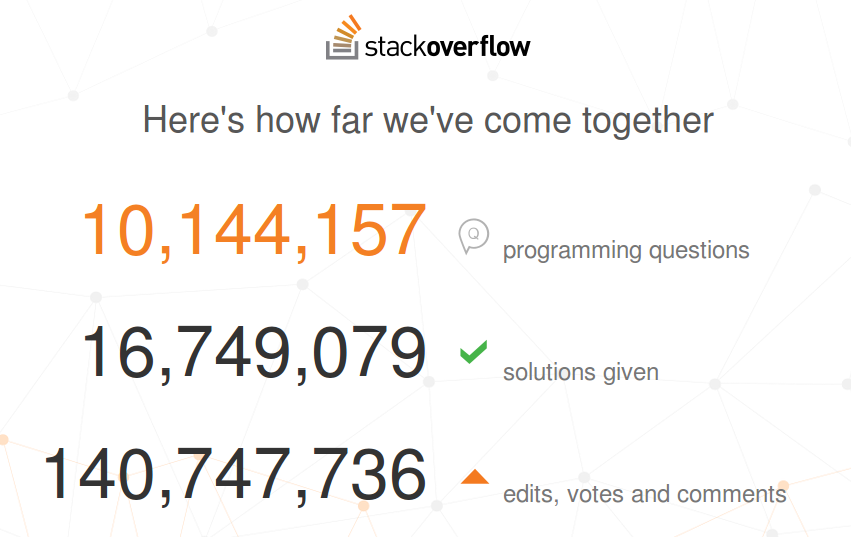 stackoverflow
Here's how far we've come together
10,144,157 Q programming questions
16,749,079 solutions given
140,747,736 edits, votes and comments